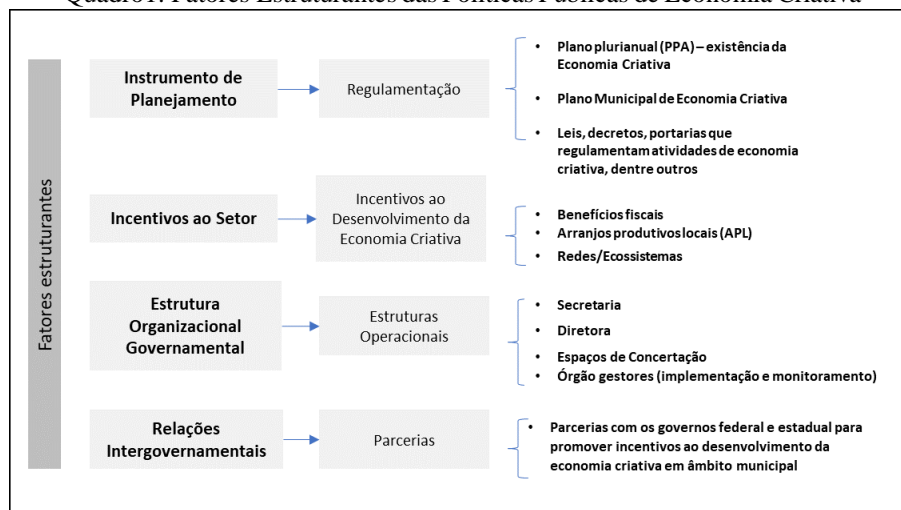 Quadro1: Fatores Estruturantes das Políticas Públicas de Economia Criativa
Fatores estruturantes
Instrumento de
Planejamento
Regulamentação
• Plano plurianual (PPA) – existência da
Economia Criativa
• Plano Municipal de Economia Criativa
• Leis, decretos, portarias que
regulamentam atividades de economia
criativa, dentre outros
Incentivos ao Setor
Incentivos ao
Desenvolvimento da
Economia Criativa
• Benefícios fiscais
• Arranjos produtivos locais (APL)
• Redes/Ecossistemas
Estrutura
Organizacional
Governamental
Estruturas
Operacionais
• Secretaria
• Diretora
• Espaços de Concertação
• Órgão gestores (implementação e monitoramento)
Relações
Intergovernamentais
Parcerias
• Parcerias com os governos federal e estadual para
promover incentivos ao desenvolvimento da
economia criativa em âmbito municipal